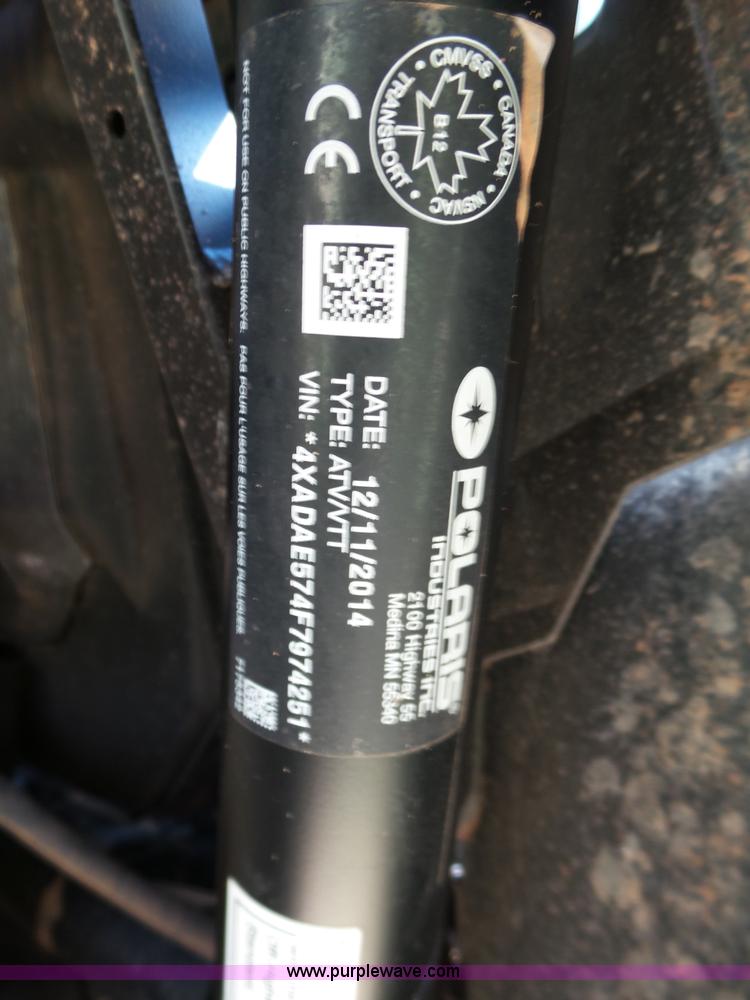 POLARIS
INDUSTRIES INC.
2100 Highway 55
Medina MN 55340
DATE: 12/11/2014
TYPE: ATV/VTT
VIN: *4XADAE574F7974251*
CE
CMVSS • CANADA • NSVAC • TRANSPORT
B12
NOT FOR USE ON PUBLIC HIGHWAYS. PAS POUR L'USAGE SUR LES VOIES PUBLIQUES
www.purplewave.com